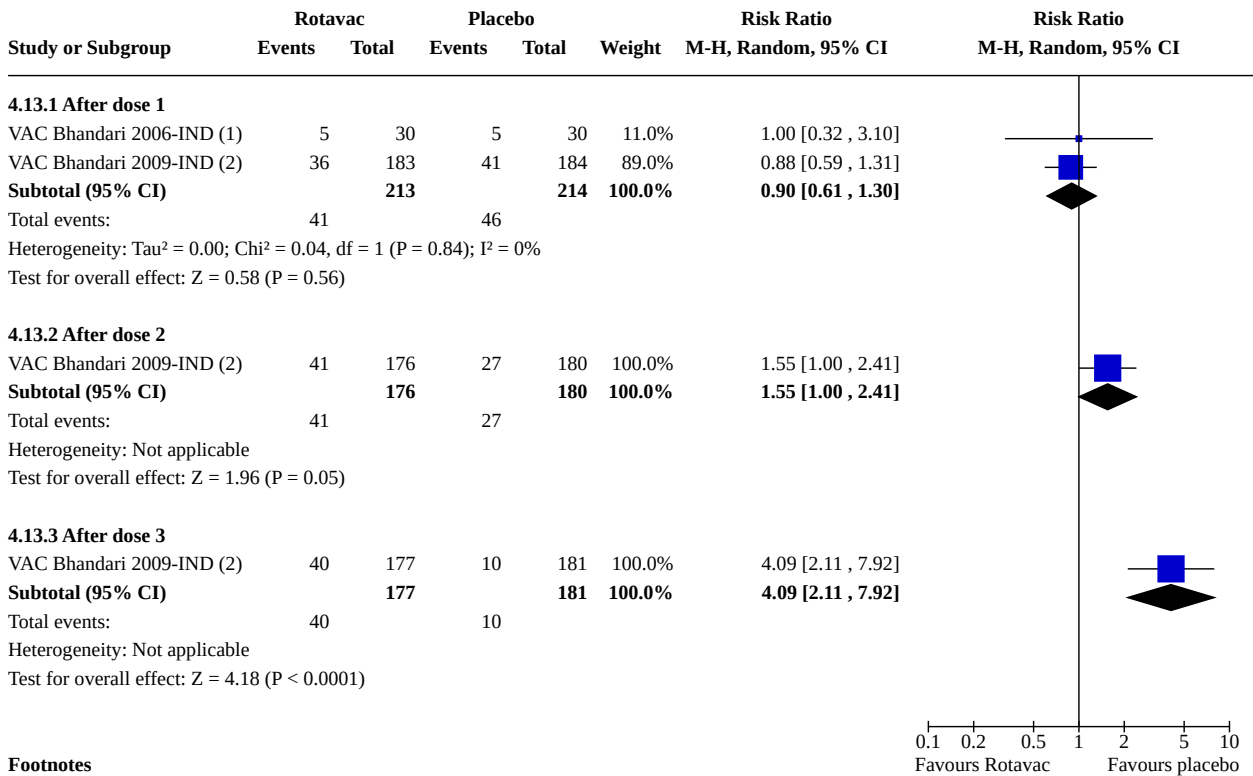 Rotavac Placebo Risk Ratio Risk Ratio
Study or Subgroup Events Total Events Total Weight M-H, Random, 95% CI M-H, Random, 95% CI
4.13.1 After dose 1
VAC Bhandari 2006-IND (1) 5 30 5 30 11.0% 1.00 [0.32 , 3.10]
VAC Bhandari 2009-IND (2) 36 183 41 184 89.0% 0.88 [0.59 , 1.31]
Subtotal (95% CI) 213 214 100.0% 0.90 [0.61 , 1.30]
Total events: 41 46
Heterogeneity: Tau² = 0.00; Chi² = 0.04, df = 1 (P = 0.84); I² = 0%
Test for overall effect: Z = 0.58 (P = 0.56)
4.13.2 After dose 2
VAC Bhandari 2009-IND (2) 41 176 27 180 100.0% 1.55 [1.00 , 2.41]
Subtotal (95% CI) 176 180 100.0% 1.55 [1.00 , 2.41]
Total events: 41 27
Heterogeneity: Not applicable
Test for overall effect: Z = 1.96 (P = 0.05)
4.13.3 After dose 3
VAC Bhandari 2009-IND (2) 40 177 10 181 100.0% 4.09 [2.11 , 7.92]
Subtotal (95% CI) 177 181 100.0% 4.09 [2.11 , 7.92]
Total events: 40 10
Heterogeneity: Not applicable
Test for overall effect: Z = 4.18 (P < 0.0001)
0.1 0.2 0.5 1 2 5 10
Footnotes Favours Rotavac Favours placebo